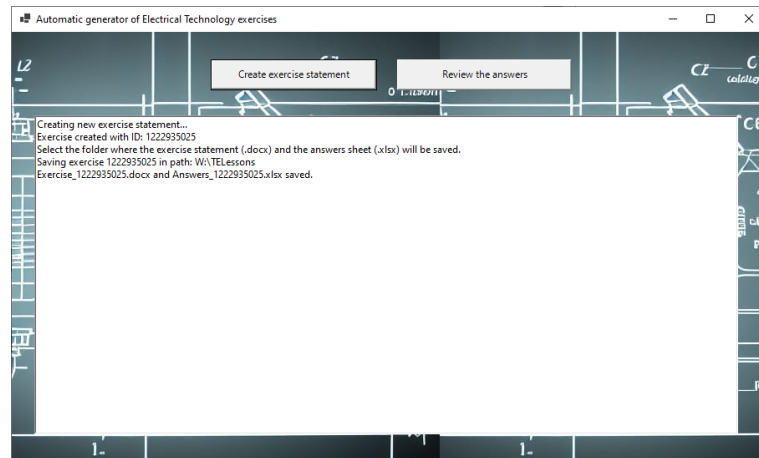 Automatic generator of Electrical Technology exercises
L2
Create exercise statement
Review the answers
Creating new exercise statement...
Exercise created with ID: 1222935025
Select the folder where the exercise statement (.docx) and the answers sheet (.xlsx) will be saved.
Saving exercise 1222935025 in path: W:\TELessons
Exercise_1222935025.docx and Answers_1222935025.xlsx saved.